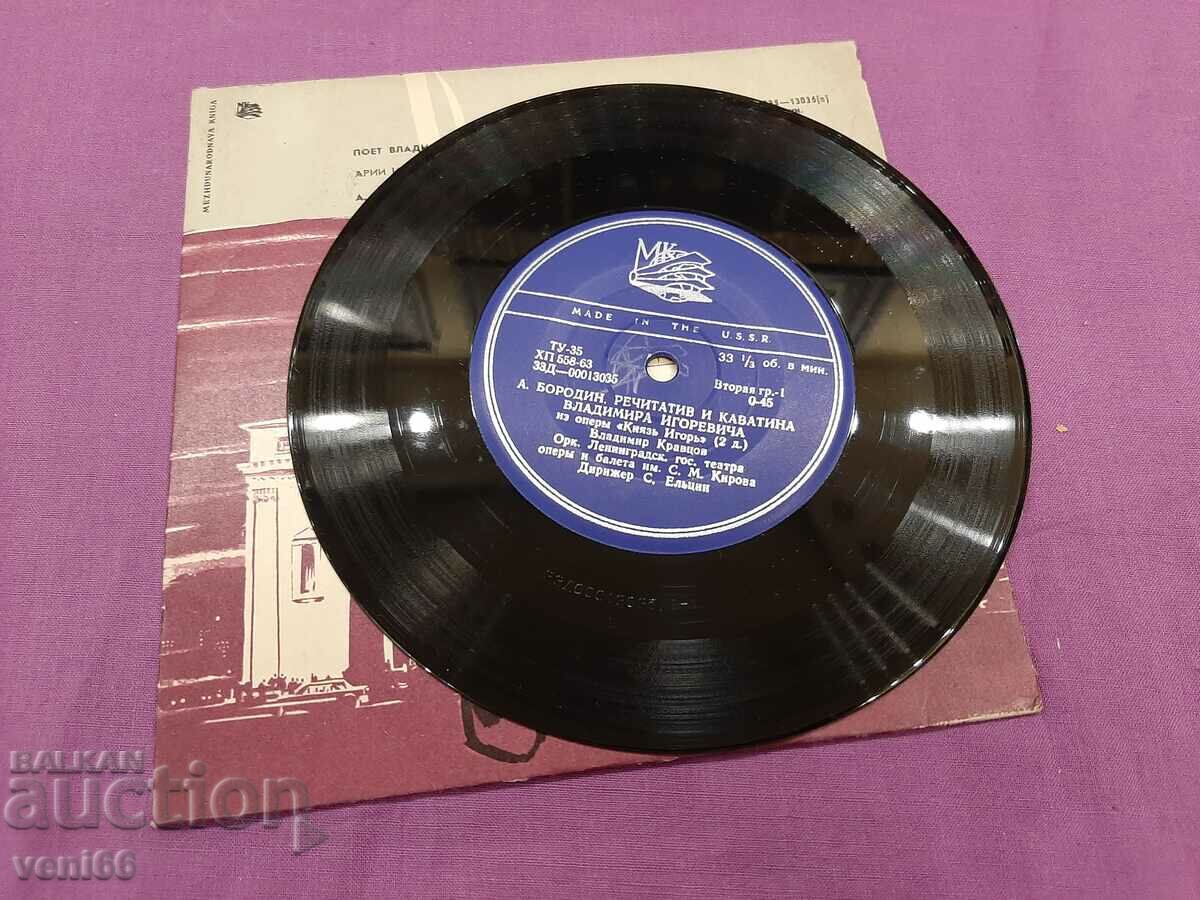 MEZHDUNARODNAYA KNIGA
13036(a)
ПОЕТ ВЛАДИ
АРИИ
МК
MADE IN THE U.S.S.R.
ТУ-35
ХП 558-63
33Д—00013035
33 1/3 об. в мин.
Вторая гр.-1
0-45
А. БОРОДИН. РЕЧИТАТИВ И КАВАТИНА
ВЛАДИМИРА ИГОРЕВИЧА
из оперы «Князь Игорь» (2 д.)
Владимир Кравцов
Орк. Ленинградск. гос. театра
оперы и балета им. С. М. Кирова
Дирижер С. Ельцин
BALKAN
auction
veni66